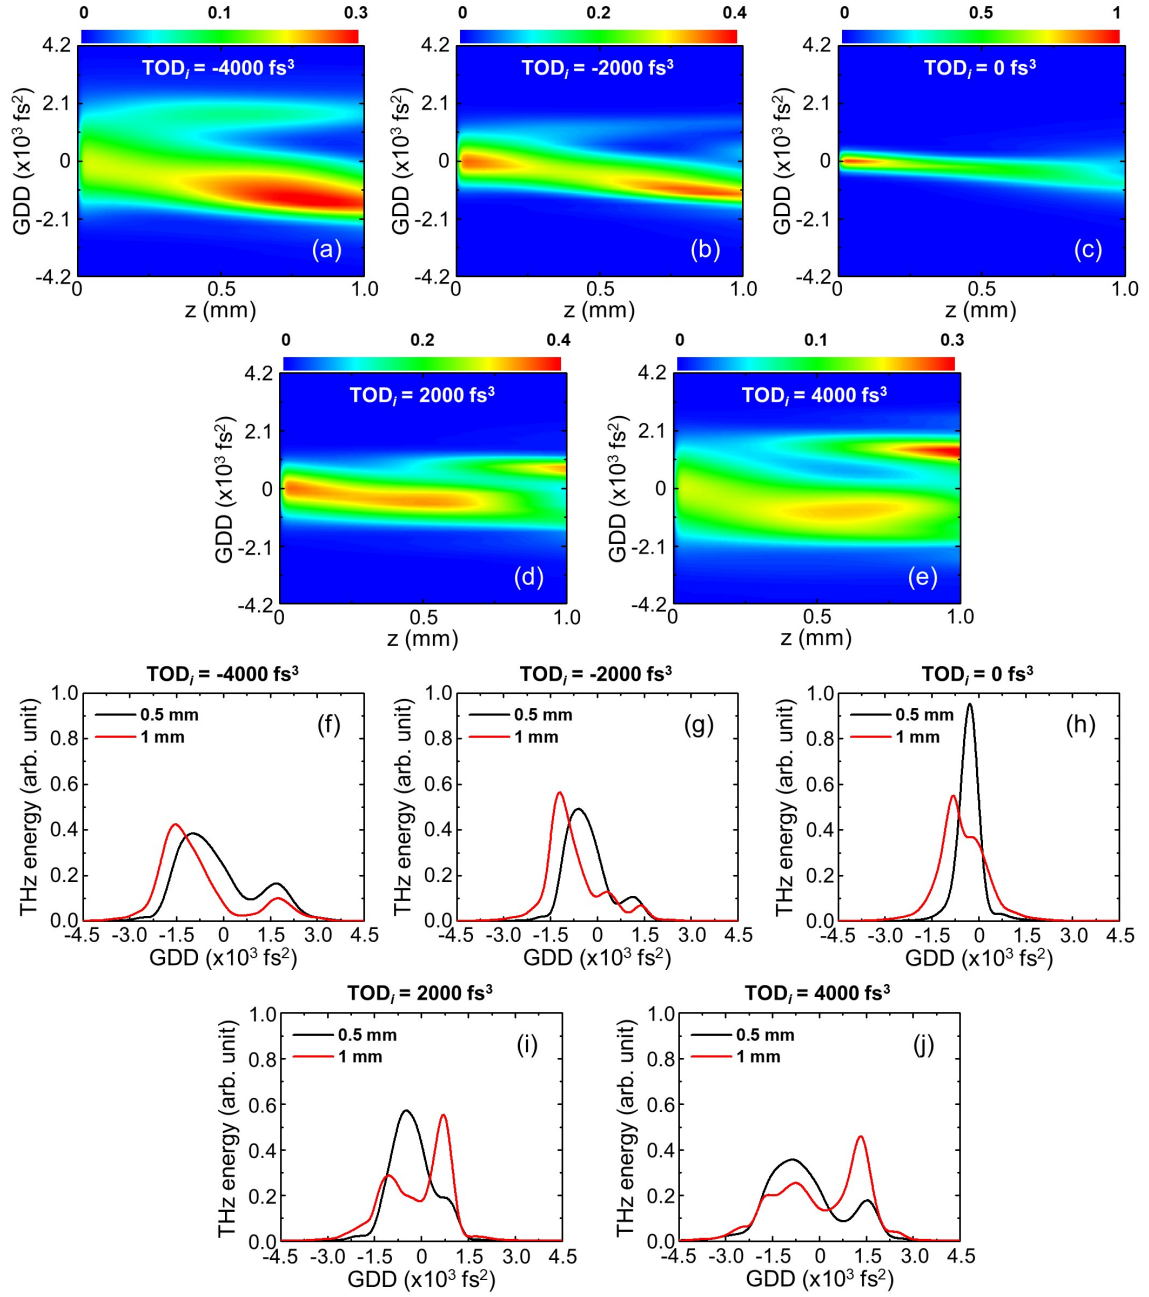 0 0.1 0.3
0 0.2 0.4
0 0.5 1
TODi = -4000 fs³
TODi = -2000 fs³
TODi = 0 fs³
4.2
2.1
0
-2.1
-4.2
GDD (x10³ fs²)
(a)
0 0.5 1.0
z (mm)
4.2
2.1
0
-2.1
-4.2
GDD (x10³ fs²)
(b)
0 0.5 1.0
z (mm)
4.2
2.1
0
-2.1
-4.2
GDD (x10³ fs²)
(c)
0 0.5 1.0
z (mm)
0 0.2 0.4
0 0.1 0.3
TODi = 2000 fs³
TODi = 4000 fs³
4.2
2.1
0
-2.1
-4.2
GDD (x10³ fs²)
(d)
0 0.5 1.0
z (mm)
4.2
2.1
0
-2.1
-4.2
GDD (x10³ fs²)
(e)
0 0.5 1.0
z (mm)
TODi = -4000 fs³
1.0
0.8
0.6
0.4
0.2
0.0
THz energy (arb. unit)
0.5 mm
1 mm
(f)
-4.5 -3.0 -1.5 0 1.5 3.0 4.5
GDD (x10³ fs²)
TODi = -2000 fs³
1.0
0.8
0.6
0.4
0.2
0.0
THz energy (arb. unit)
0.5 mm
1 mm
(g)
-4.5 -3.0 -1.5 0 1.5 3.0 4.5
GDD (x10³ fs²)
TODi = 0 fs³
1.0
0.8
0.6
0.4
0.2
0.0
THz energy (arb. unit)
0.5 mm
1 mm
(h)
-4.5 -3.0 -1.5 0 1.5 3.0 4.5
GDD (x10³ fs²)
TODi = 2000 fs³
1.0
0.8
0.6
0.4
0.2
0.0
THz energy (arb. unit)
0.5 mm
1 mm
(i)
-4.5 -3.0 -1.5 0 1.5 3.0 4.5
GDD (x10³ fs²)
TODi = 4000 fs³
1.0
0.8
0.6
0.4
0.2
0.0
THz energy (arb. unit)
0.5 mm
1 mm
(j)
-4.5 -3.0 -1.5 0 1.5 3.0 4.5
GDD (x10³ fs²)